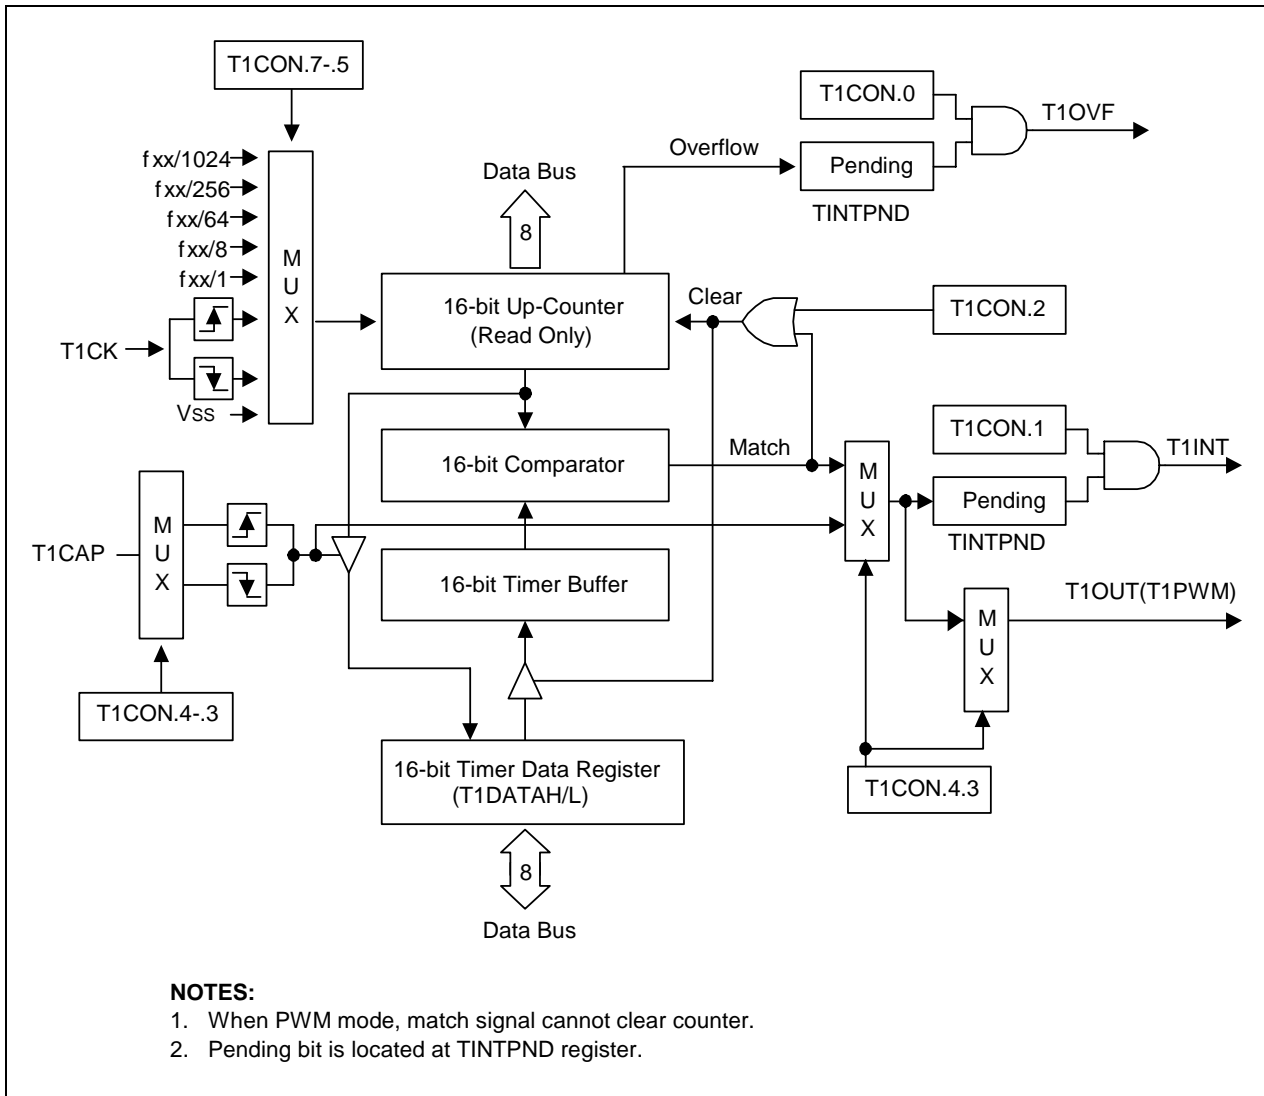 T1CON.7-.5
T1CON.0
T1OVF
Overflow
Pending
TINTPND
fxx/1024
fxx/256
fxx/64
fxx/8
fxx/1
T1CK
VSS
MUX
Data Bus
8
16-bit Up-Counter
(Read Only)
Clear
T1CON.2
16-bit Comparator
Match
MUX
T1CON.1
T1INT
Pending
TINTPND
T1CAP
MUX
16-bit Timer Buffer
T1OUT(T1PWM)
MUX
T1CON.4-.3
16-bit Timer Data Register
(T1DATAH/L)
T1CON.4.3
8
Data Bus
NOTES:
1. When PWM mode, match signal cannot clear counter.
2. Pending bit is located at TINTPND register.